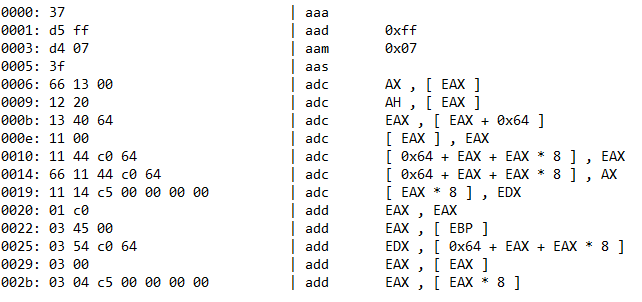 0000: 37 | aaa
0001: d5 ff | aad 0xff
0003: d4 07 | aam 0x07
0005: 3f | aas
0006: 66 13 00 | adc AX , [ EAX ]
0009: 12 20 | adc AH , [ EAX ]
000b: 13 40 64 | adc EAX , [ EAX + 0x64 ]
000e: 11 00 | adc [ EAX ] , EAX
0010: 11 44 c0 64 | adc [ 0x64 + EAX + EAX * 8 ] , EAX
0014: 66 11 44 c0 64 | adc [ 0x64 + EAX + EAX * 8 ] , AX
0019: 11 14 c5 00 00 00 00 | adc [ EAX * 8 ] , EDX
0020: 01 c0 | add EAX , EAX
0022: 03 45 00 | add EAX , [ EBP ]
0025: 03 54 c0 64 | add EDX , [ 0x64 + EAX + EAX * 8 ]
0029: 03 00 | add EAX , [ EAX ]
002b: 03 04 c5 00 00 00 00 | add EAX , [ EAX * 8 ]